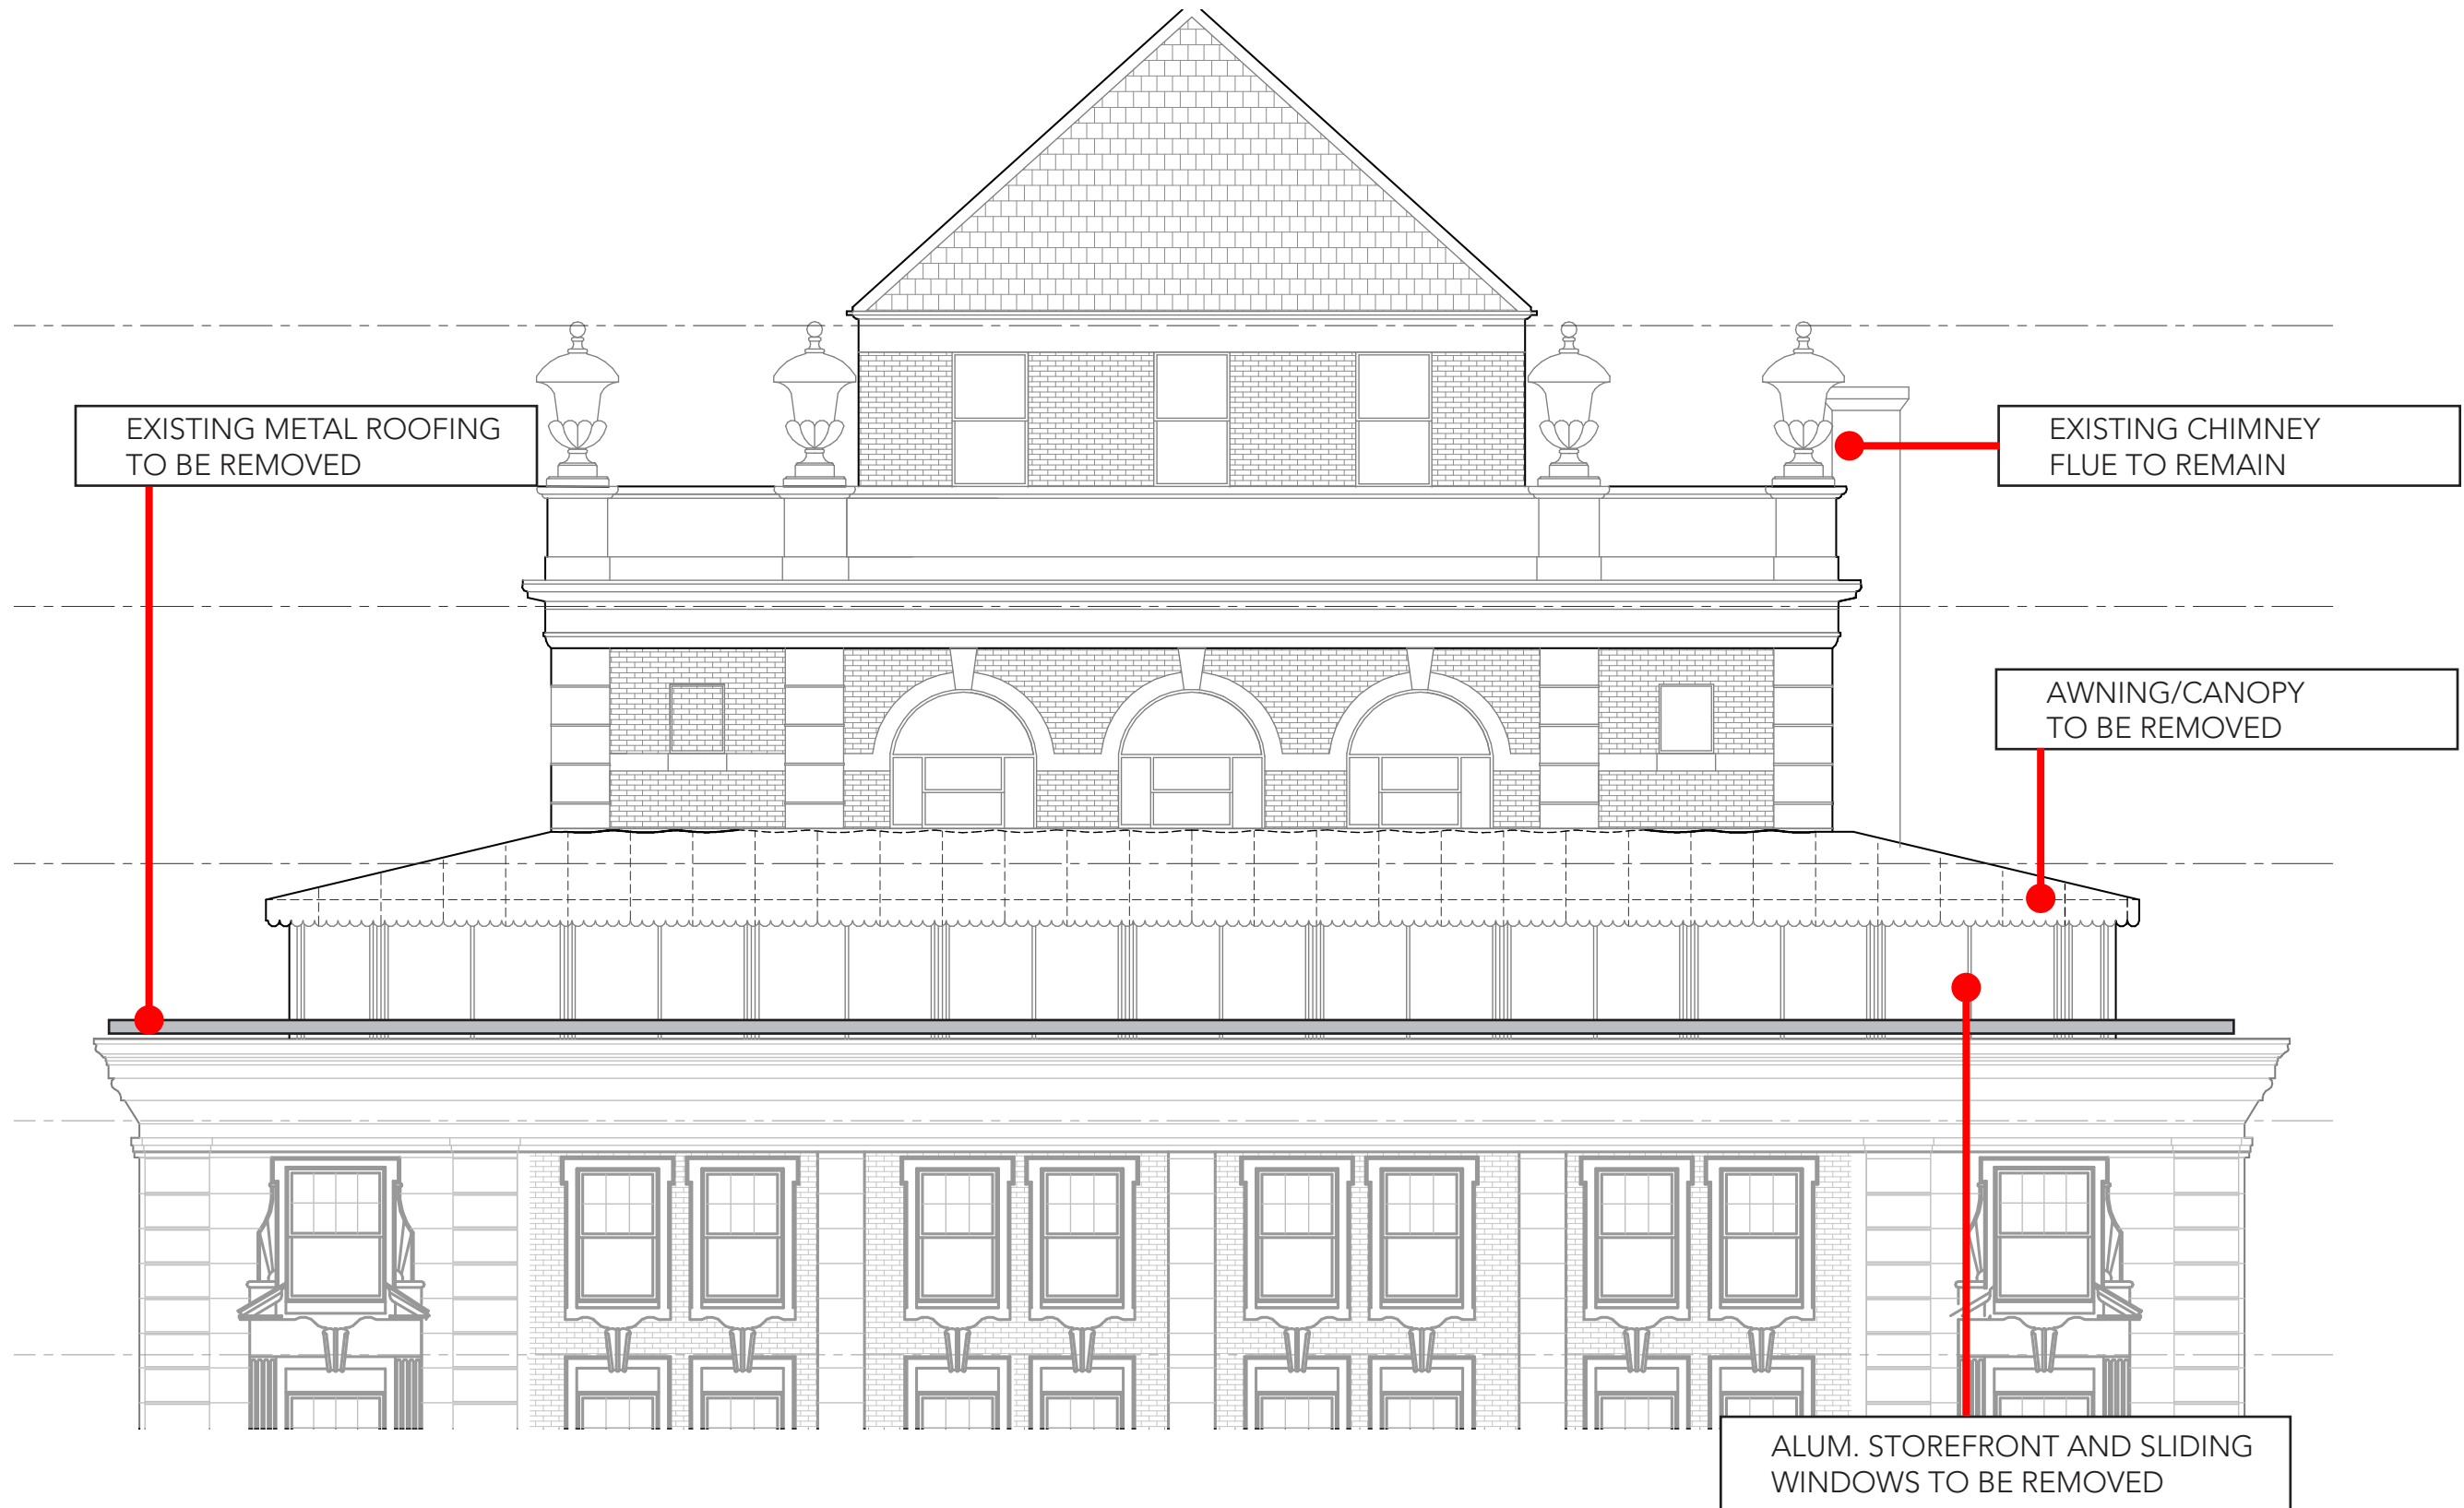 EXISTING METAL ROOFING
TO BE REMOVED
EXISTING CHIMNEY
FLUE TO REMAIN
AWNING/CANOPY
TO BE REMOVED
ALUM. STOREFRONT AND SLIDING
WINDOWS TO BE REMOVED